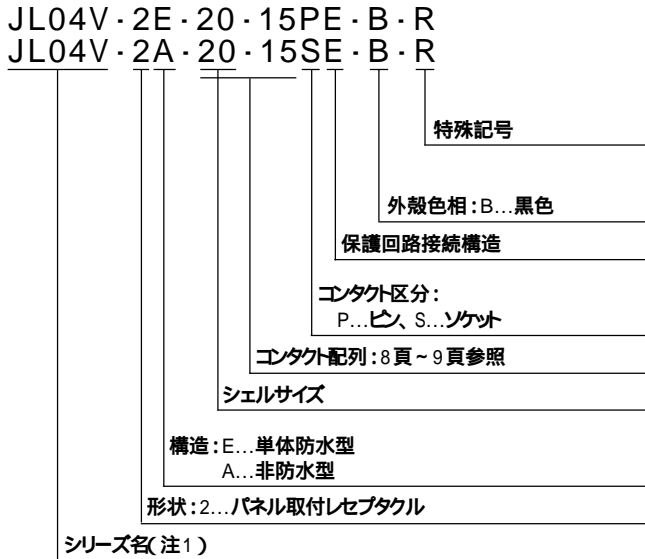 JL04V - 2E - 20 - 15PE - B - R
JL04V - 2A - 20 - 15SE - B - R
特殊記号
外殻色相：B…黒色
保護回路接続構造
コンタクト区分：
P…ピン、S…ソケット
コンタクト配列：8頁~9頁参照
シェルサイズ
構造：E…単体防水型
A…非防水型
形状：2…パネル取付レセプタクル
シリーズ名(注1)